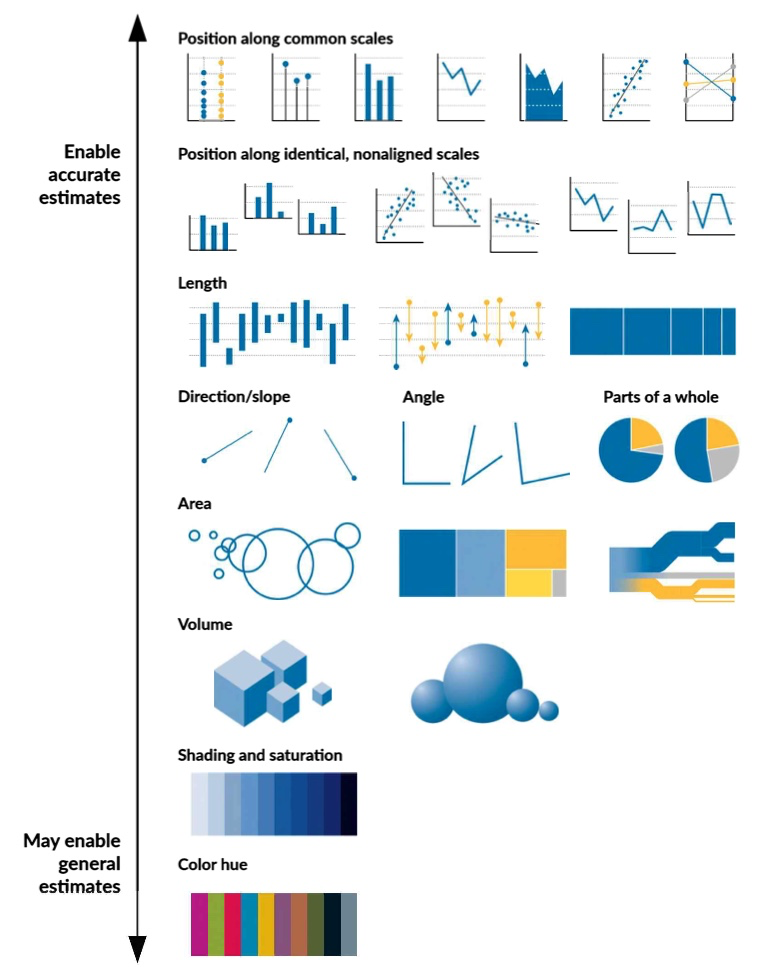 Position along common scales
Enable
accurate
estimates
Position along identical, nonaligned scales
Length
Direction/slope
Angle
Parts of a whole
Area
Volume
Shading and saturation
May enable
general
estimates
Color hue